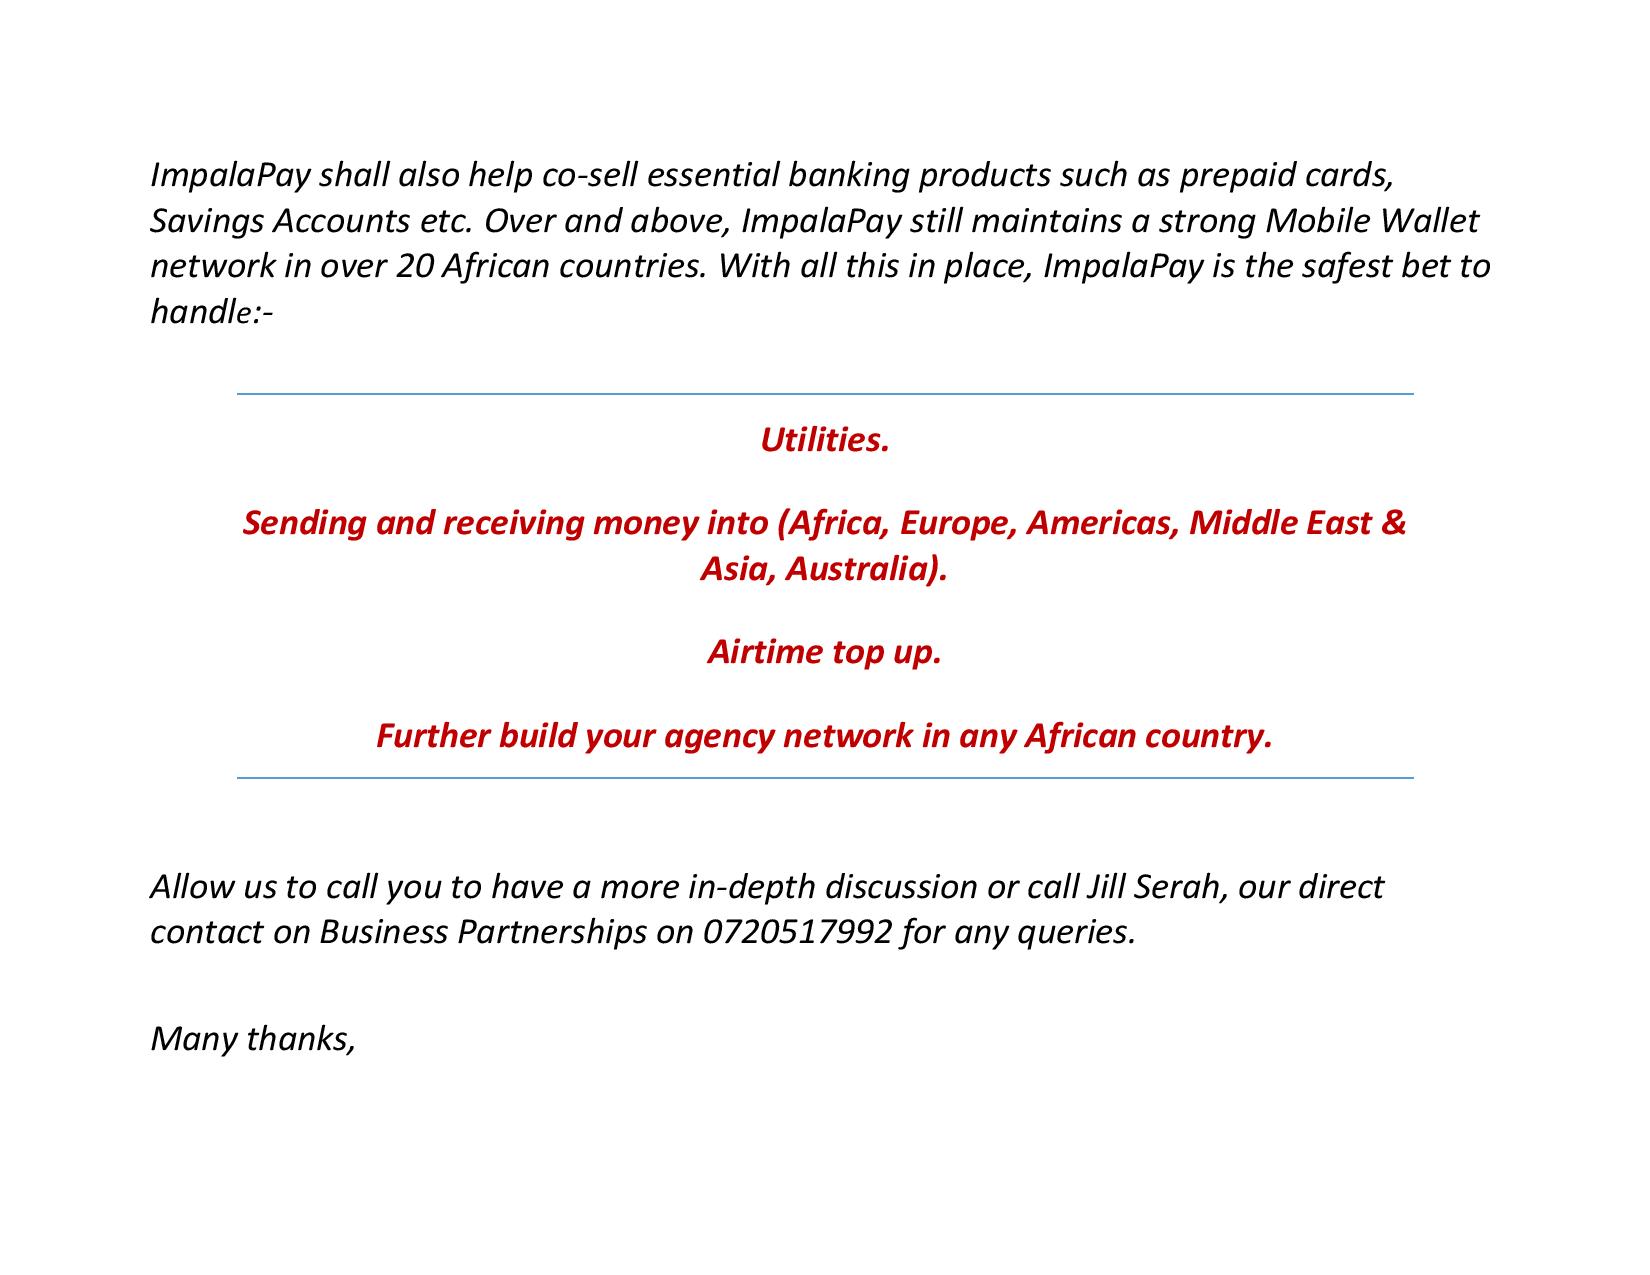 ImpalaPay shall also help co-sell essential banking products such as prepaid cards,
Savings Accounts etc. Over and above, ImpalaPay still maintains a strong Mobile Wallet
network in over 20 African countries. With all this in place, ImpalaPay is the safest bet to
handle:-
Utilities.
Sending and receiving money into (Africa, Europe, Americas, Middle East &
Asia, Australia).
Airtime top up.
Further build your agency network in any African country.
Allow us to call you to have a more in-depth discussion or call Jill Serah, our direct
contact on Business Partnerships on 0720517992 for any queries.
Many thanks,